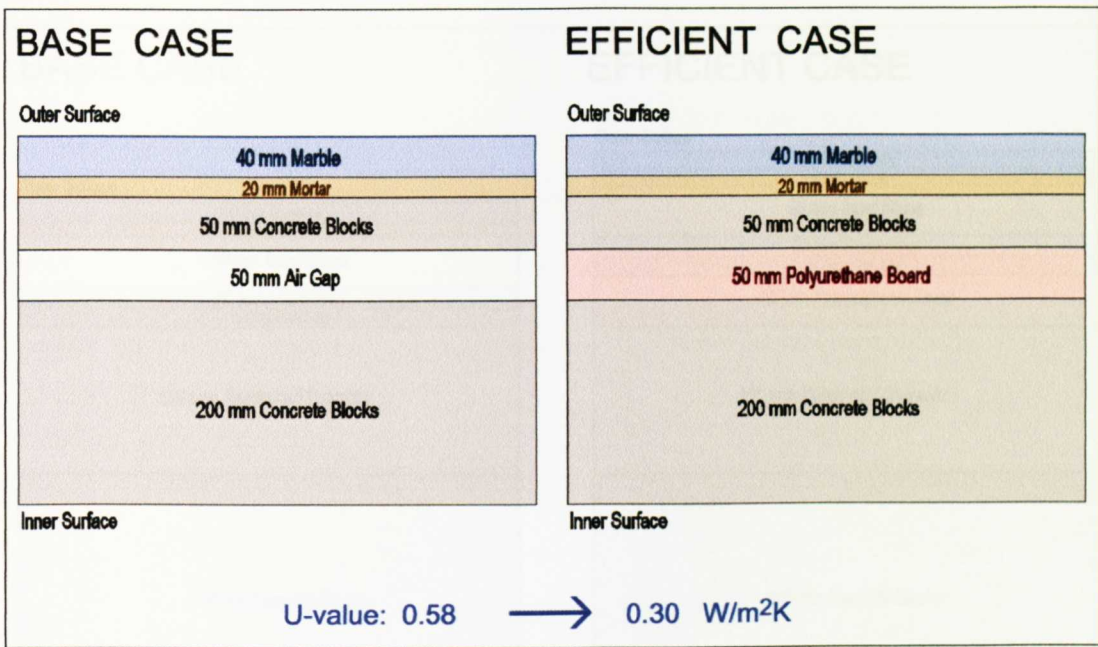 BASE CASE
Outer Surface
40 mm Marble
20 mm Mortar
50 mm Concrete Blocks
50 mm Air Gap
200 mm Concrete Blocks
Inner Surface
EFFICIENT CASE
Outer Surface
40 mm Marble
20 mm Mortar
50 mm Concrete Blocks
50 mm Polyurethane Board
200 mm Concrete Blocks
Inner Surface
U-value: 0.58 ⟶ 0.30 W/m²K